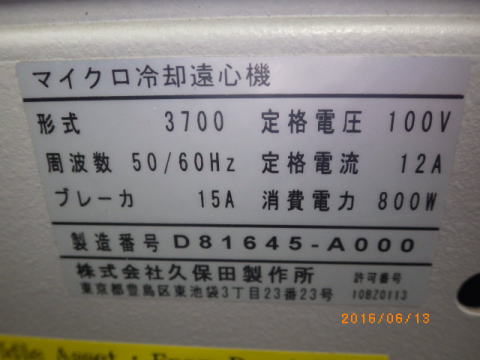 マイクロ冷却遠心機
形式 3700 定格電圧 100V
周波数 50/60Hz 定格電流 12A
ブレーカ 15A 消費電力 800W
製造番号 D81645-A000
株式会社久保田製作所 許可番号
東京都豊島区東池袋3丁目23番23号 10BZ0113
2016/06/13